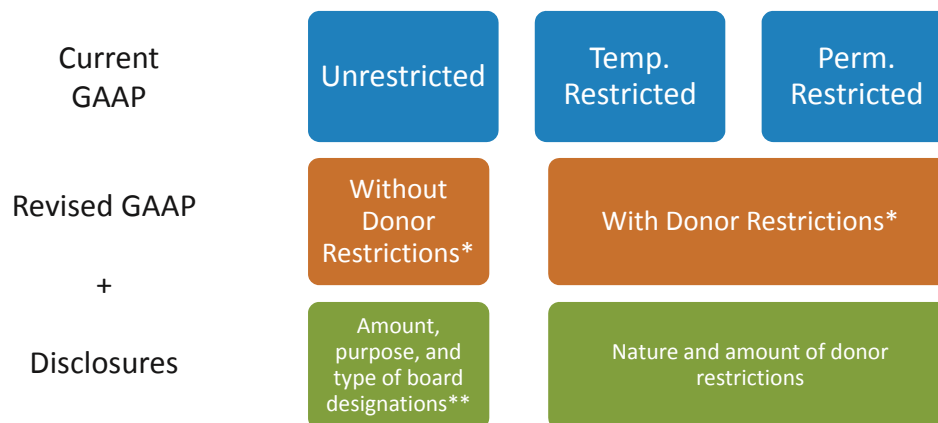 Current
GAAP
Unrestricted
Temp.
Restricted
Perm.
Restricted
Revised GAAP
Without
Donor
Restrictions*
With Donor Restrictions*
+
Disclosures
Amount,
purpose, and
type of board
designations**
Nature and amount of donor
restrictions